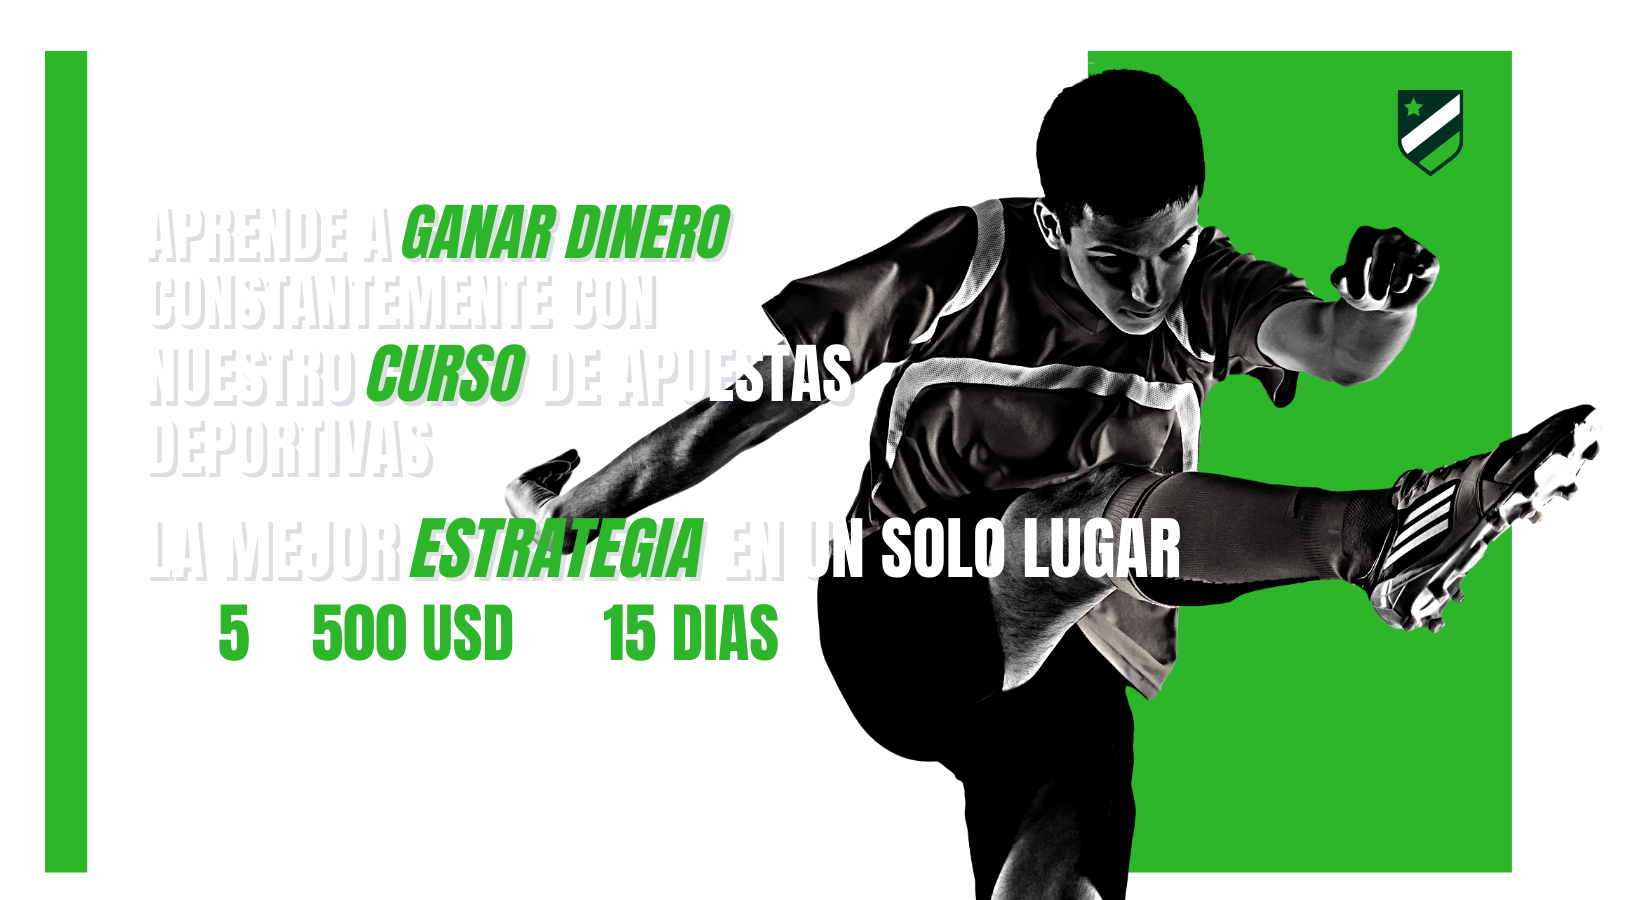 APRENDE A GANAR DINERO
CONSTANTEMENTE CON
NUESTRO CURSO DE APUESTAS
DEPORTIVAS
LA MEJOR ESTRATEGIA EN UN SOLO LUGAR
5 500 USD 15 DIAS